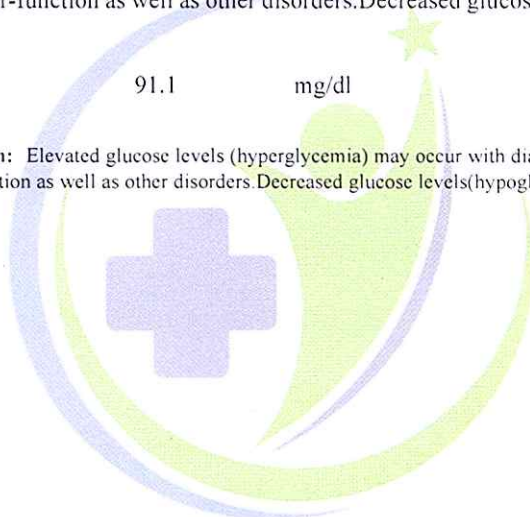 -function as well as other disorders.Decreased glucos
91.1 mg/dl
n: Elevated glucose levels (hyperglycemia) may occur with dia
tion as well as other disorders.Decreased glucose levels(hypogl